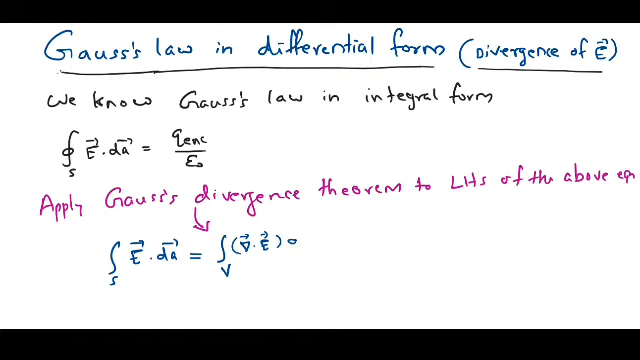 Gauss's law in differential form (Divergence of E⃗)
We know Gauss's law in integral form
∮_S E⃗ . da⃗ = q_enc / ε₀
Apply Gauss's divergence theorem to LHS of the above eqn
∫_S E⃗ . da⃗ = ∫_V (∇⃗ . E⃗)